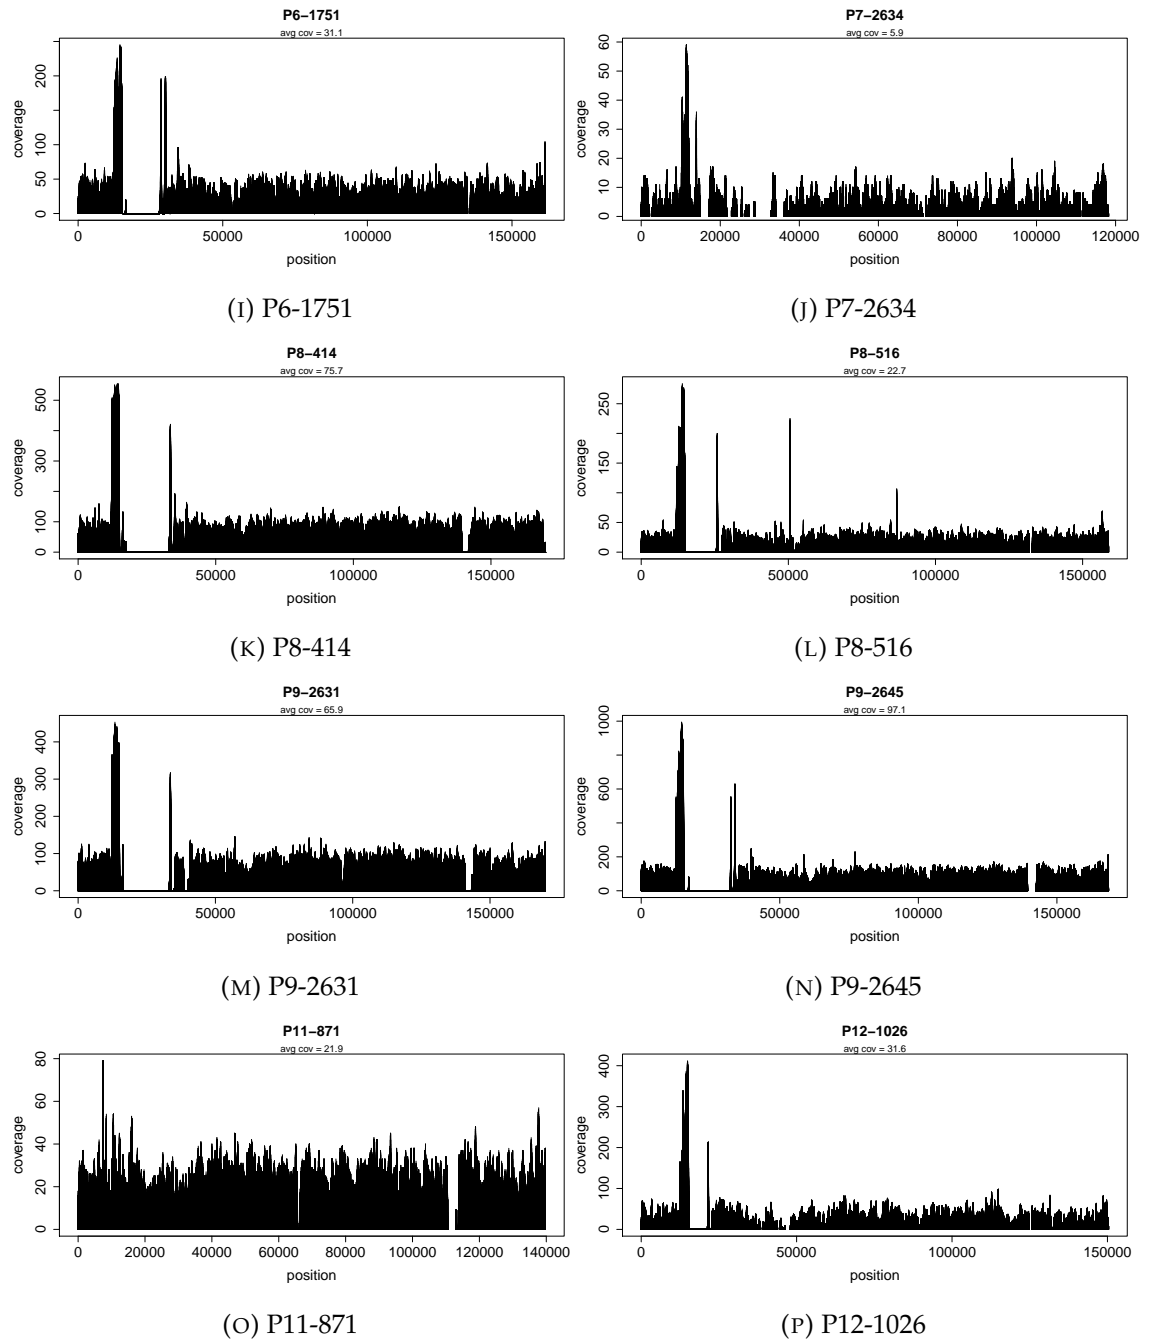 P6−1751
avg cov = 31.1
coverage
0 50 100 200
0 50000 100000 150000
position
(I) P6-1751
P7−2634
avg cov = 5.9
coverage
0 10 20 30 40 50 60
0 20000 40000 60000 80000 100000 120000
position
(J) P7-2634
P8−414
avg cov = 75.7
coverage
0 100 300 500
0 50000 100000 150000
position
(K) P8-414
P8−516
avg cov = 22.7
coverage
0 50 150 250
0 50000 100000 150000
position
(L) P8-516
P9−2631
avg cov = 65.9
coverage
0 100 200 300 400
0 50000 100000 150000
position
(M) P9-2631
P9−2645
avg cov = 97.1
coverage
0 200 600 1000
0 50000 100000 150000
position
(N) P9-2645
P11−871
avg cov = 21.9
coverage
0 20 40 60 80
0 20000 40000 60000 80000 100000 120000 140000
position
(O) P11-871
P12−1026
avg cov = 31.6
coverage
0 100 200 300 400
0 50000 100000 150000
position
(P) P12-1026